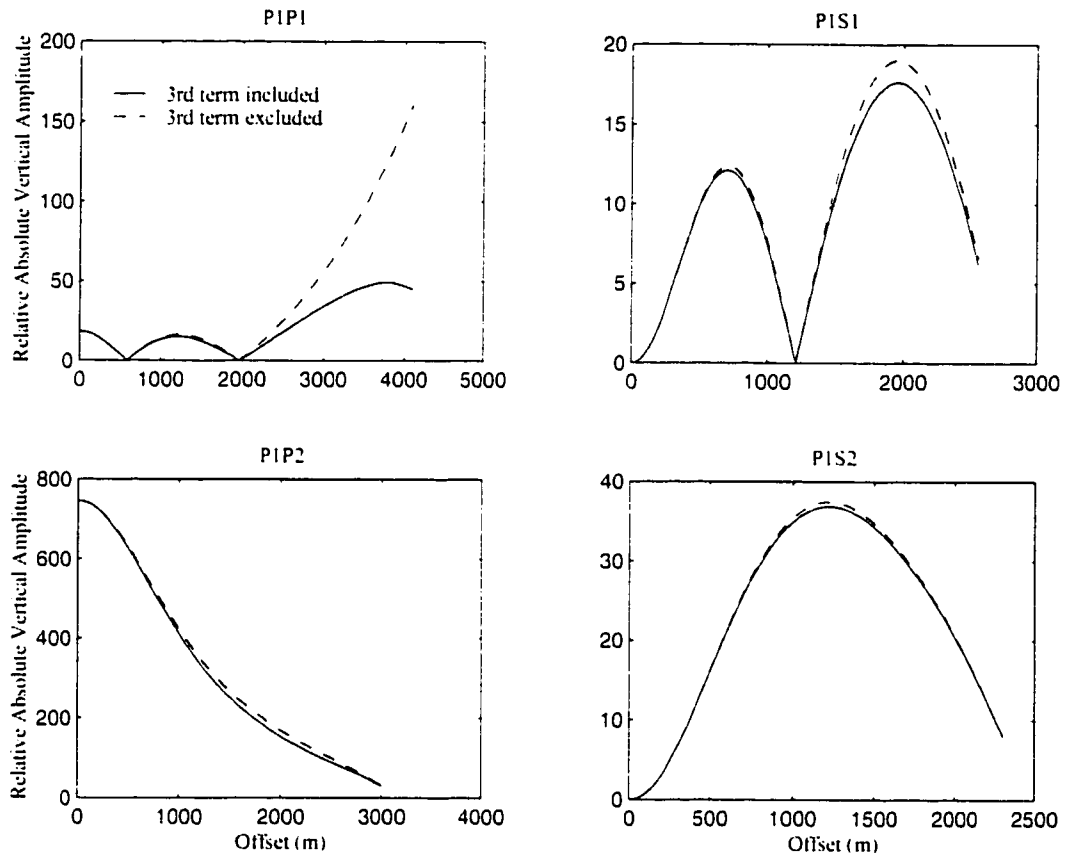 P1P1
200
150
100
50
0
Relative Absolute Vertical Amplitude
3rd term included
3rd term excluded
0 1000 2000 3000 4000 5000
P1S1
20
15
10
5
0
0 1000 2000 3000
P1P2
800
600
400
200
0
Relative Absolute Vertical Amplitude
0 1000 2000 3000 4000
Offset (m)
P1S2
40
30
20
10
0
0 500 1000 1500 2000 2500
Offset (m)